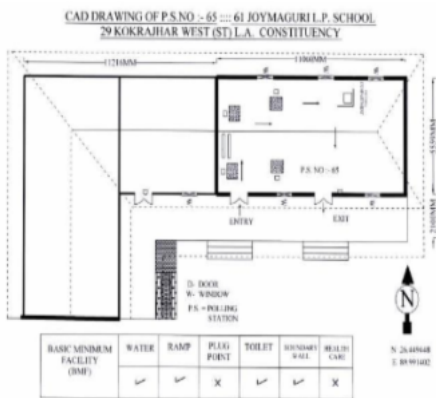 CAD DRAWING OF P.S.NO :- 65 :::: 61 JOYMAGURI L.P. SCHOOL
29 KOKRAJHAR WEST (ST) L.A. CONSTITUENCY
11216MM
W
W
W
P.S. NO :- 65
D
W
W
W
ENTRY
EXIT
D- DOOR
W- WINDOW
P.S. = POLLING
STATION
N
BASIC MINIMUM
FACILITY
(BMF)
WATER
RAMP
PLUG
POINT
TOILET
BOUNDARY
WALL
HEALTH
CARE
✓ ✓ X ✓ ✓ X